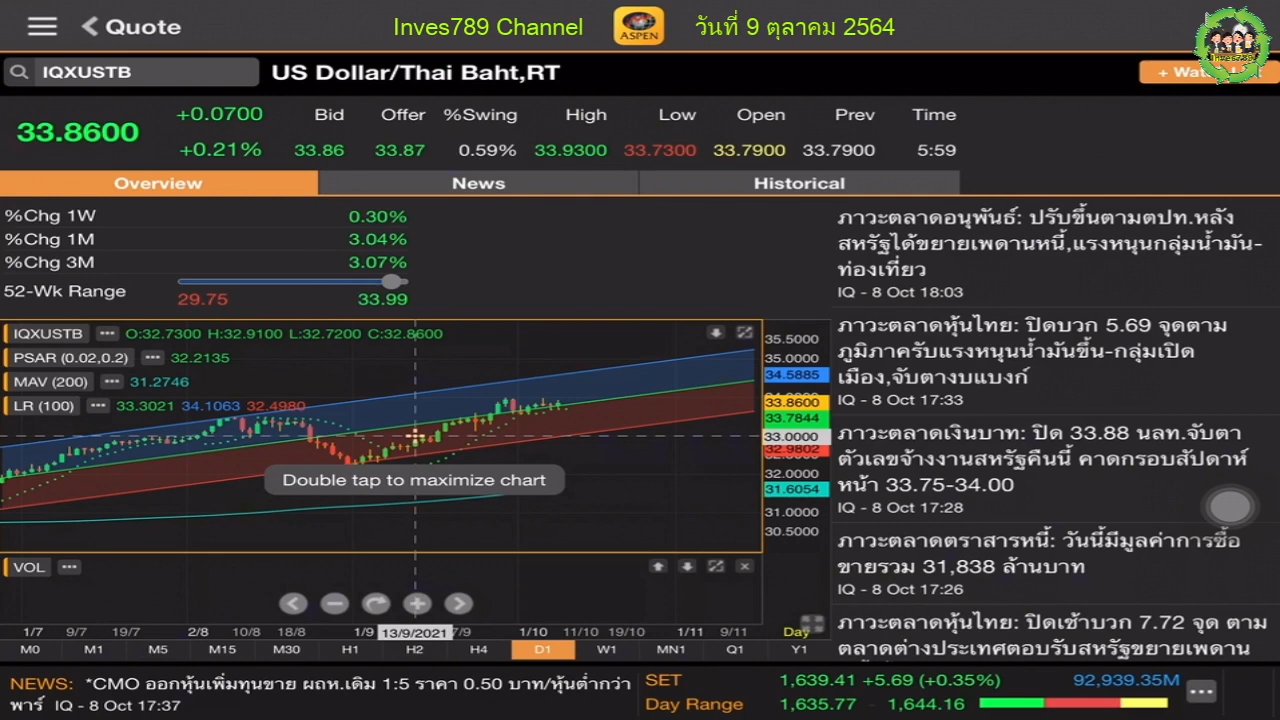 Quote
Inves789 Channel
ASPEN
วันที่ 9 ตุลาคม 2564
Inves789
IQXUSTB
US Dollar/Thai Baht,RT
33.8600
+0.0700
+0.21%
Bid Offer %Swing High Low Open Prev Time
33.86 33.87 0.59% 33.9300 33.7300 33.7900 33.7900 5:59
Overview News Historical
%Chg 1W 0.30%
%Chg 1M 3.04%
%Chg 3M 3.07%
52-Wk Range 29.75 33.99
IQXUSTB ••• O:32.7300 H:32.9100 L:32.7200 C:32.8600
PSAR (0.02,0.2) ••• 32.2135
MAV (200) ••• 31.2746
LR (100) ••• 33.3021 34.1063 32.4980
35.5000
35.0000
34.5885
33.8600
33.7844
33.0000
32.9802
32.0000
31.6054
31.0000
30.5000
Double tap to maximize chart
VOL •••
1/7 9/7 19/7 2/8 10/8 18/8 1/9 13/9/2021 7/9 1/10 11/10 19/10 1/11 9/11 Day
M0 M1 M5 M15 M30 H1 H2 H4 D1 W1 MN1 Q1 Y1
ภาวะตลาดอนุพันธ์: ปรับขึ้นตามตปท.หลัง
สหรัฐได้ขยายเพดานหนี้,แรงหนุนกลุ่มน้ำมัน-
ท่องเที่ยว
IQ - 8 Oct 18:03
ภาวะตลาดหุ้นไทย: ปิดบวก 5.69 จุดตาม
ภูมิภาครับแรงหนุนน้ำมันขึ้น-กลุ่มเปิด
เมือง,จับตางบแบงก์
IQ - 8 Oct 17:33
ภาวะตลาดเงินบาท: ปิด 33.88 นลท.จับตา
ตัวเลขจ้างงานสหรัฐคืนนี้ คาดกรอบสัปดาห์
หน้า 33.75-34.00
IQ - 8 Oct 17:28
ภาวะตลาดตราสารหนี้: วันนี้มีมูลค่าการซื้อ
ขายรวม 31,838 ล้านบาท
IQ - 8 Oct 17:26
ภาวะตลาดหุ้นไทย: ปิดเช้าบวก 7.72 จุด ตาม
ตลาดต่างประเทศตอบรับสหรัฐขยายเพดาน
NEWS: *CMO ออกหุ้นเพิ่มทุนขาย ผถห.เดิม 1:5 ราคา 0.50 บาท/หุ้นต่ำกว่า
พาร์ IQ - 8 Oct 17:37
SET 1,639.41 +5.69 (+0.35%) 92,939.35M
Day Range 1,635.77 - 1,644.16